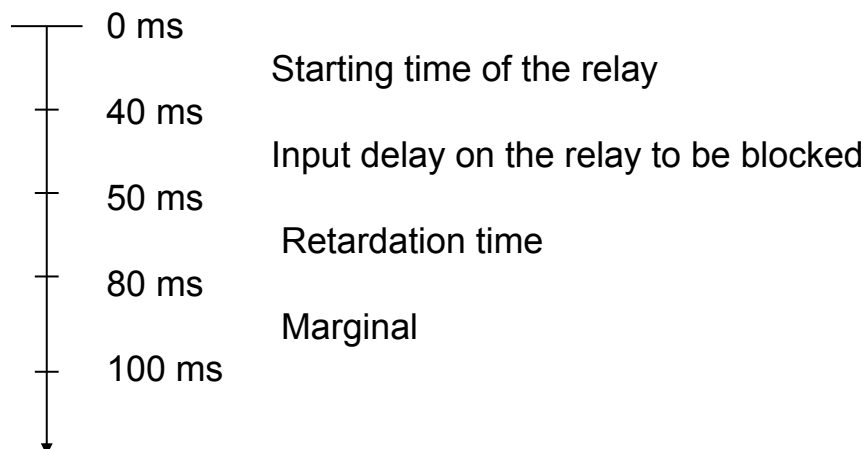 0 ms
Starting time of the relay
40 ms
Input delay on the relay to be blocked
50 ms
Retardation time
80 ms
Marginal
100 ms